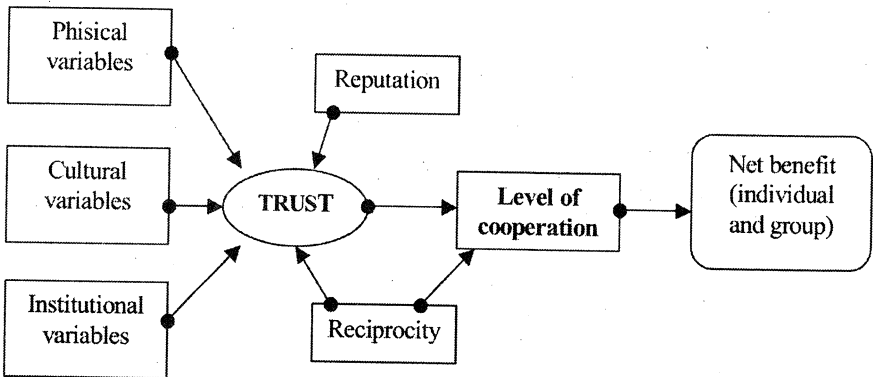 Phisical
variables
Reputation
Cultural
variables
TRUST
Level of
cooperation
Net benefit
(individual
and group)
Institutional
variables
Reciprocity